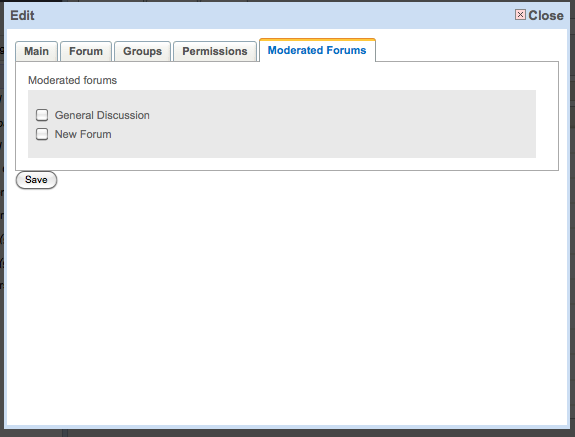 Edit
Close
Main Forum Groups Permissions Moderated Forums
Moderated forums
General Discussion
New Forum
Save